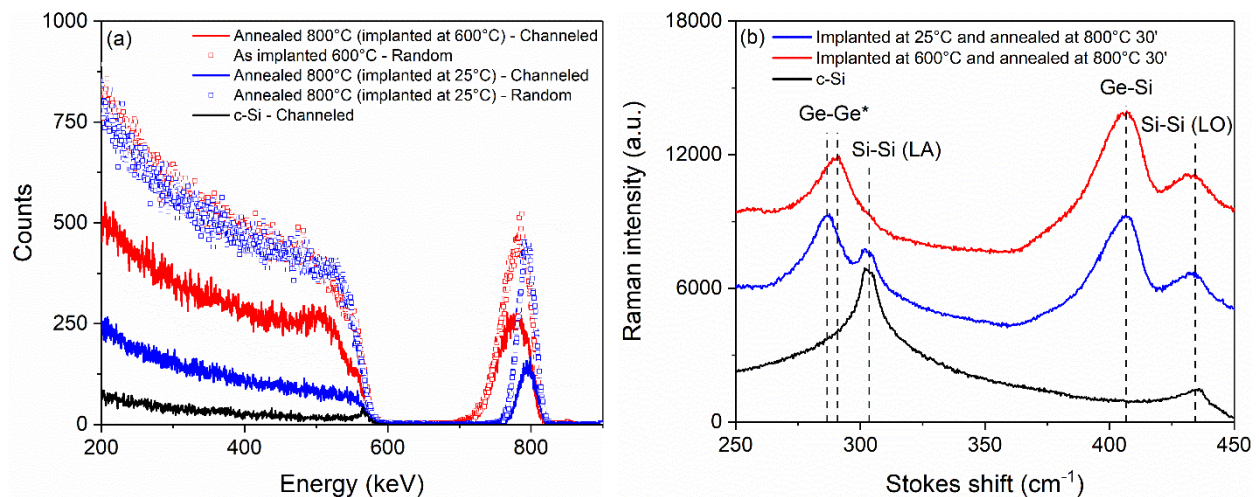 (a)
Annealed 800°C (implanted at 600°C) - Channeled
As implanted 600°C - Random
Annealed 800°C (implanted at 25°C) - Channeled
Annealed 800°C (implanted at 25°C) - Random
c-Si - Channeled
1000
750
500
250
0
Counts
200
400
600
800
Energy (keV)
(b)
Implanted at 25°C and annealed at 800°C 30'
Implanted at 600°C and annealed at 800°C 30'
c-Si
Ge-Ge*
Si-Si (LA)
Ge-Si
Si-Si (LO)
18000
12000
6000
0
Raman intensity (a.u.)
250
300
350
400
450
Stokes shift (cm-1)